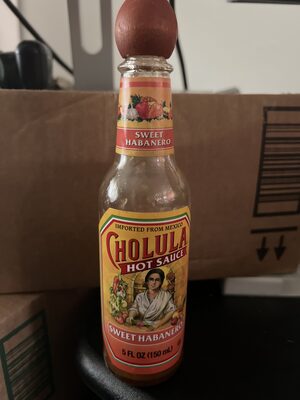 SWEET
HABANERO
IMPORTED FROM MEXICO
CHOLULA
HOT SAUCE
SWEET HABANERO
5 FL OZ (150 mL)